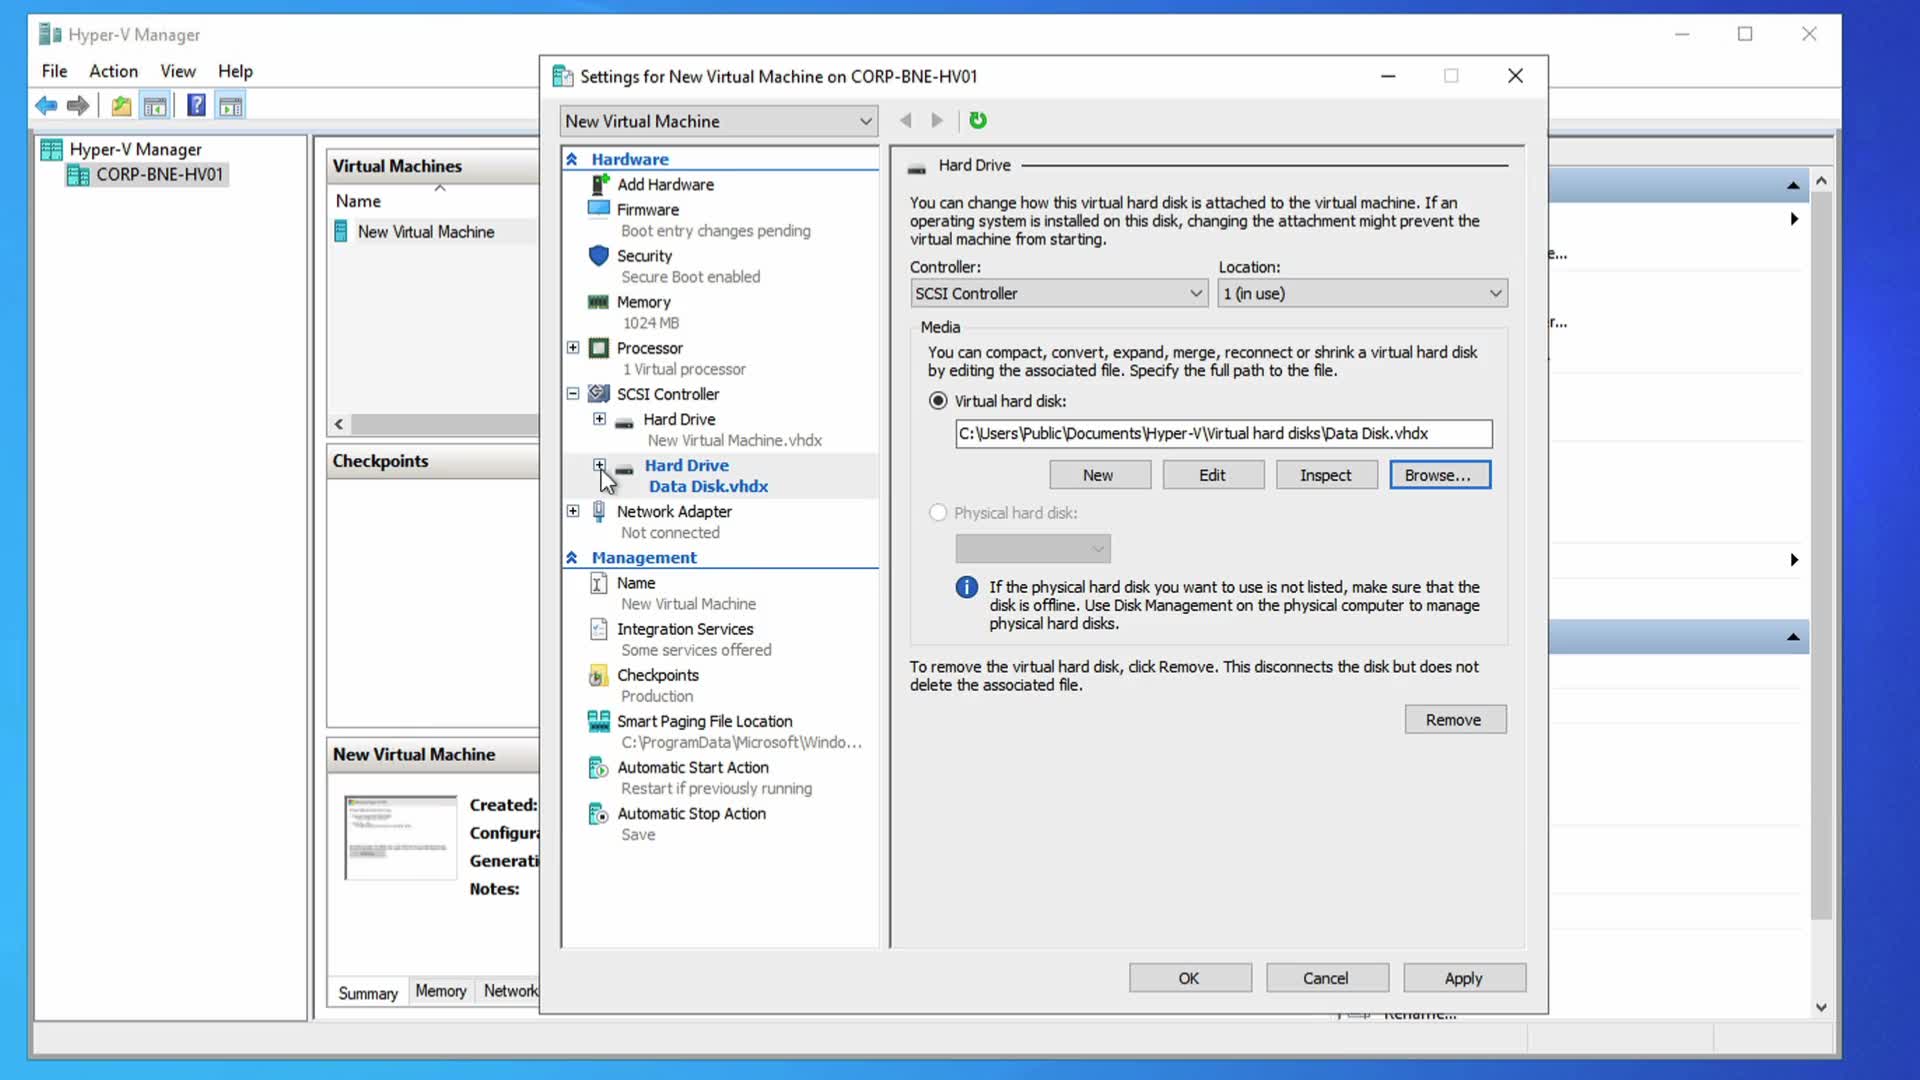 Hyper-V Manager
File Action View Help
Hyper-V Manager
CORP-BNE-HV01
Virtual Machines
Name
New Virtual Machine
Checkpoints
New Virtual Machine
Created:
Configura
Generati
Notes:
Summary Memory Network
Settings for New Virtual Machine on CORP-BNE-HV01
New Virtual Machine
Hardware
Add Hardware
Firmware
Boot entry changes pending
Security
Secure Boot enabled
Memory
1024 MB
Processor
1 Virtual processor
SCSI Controller
Hard Drive
New Virtual Machine.vhdx
Hard Drive
Data Disk.vhdx
Network Adapter
Not connected
Management
Name
New Virtual Machine
Integration Services
Some services offered
Checkpoints
Production
Smart Paging File Location
C:\ProgramData\Microsoft\Windo...
Automatic Start Action
Restart if previously running
Automatic Stop Action
Save
Hard Drive
You can change how this virtual hard disk is attached to the virtual machine. If an
operating system is installed on this disk, changing the attachment might prevent the
virtual machine from starting.
Controller: Location:
SCSI Controller 1 (in use)
Media
You can compact, convert, expand, merge, reconnect or shrink a virtual hard disk
by editing the associated file. Specify the full path to the file.
Virtual hard disk:
C:\Users\Public\Documents\Hyper-V\Virtual hard disks\Data Disk.vhdx
New Edit Inspect Browse...
Physical hard disk:
If the physical hard disk you want to use is not listed, make sure that the
disk is offline. Use Disk Management on the physical computer to manage
physical hard disks.
To remove the virtual hard disk, click Remove. This disconnects the disk but does not
delete the associated file.
Remove
OK Cancel Apply
e...
r...
Rename...